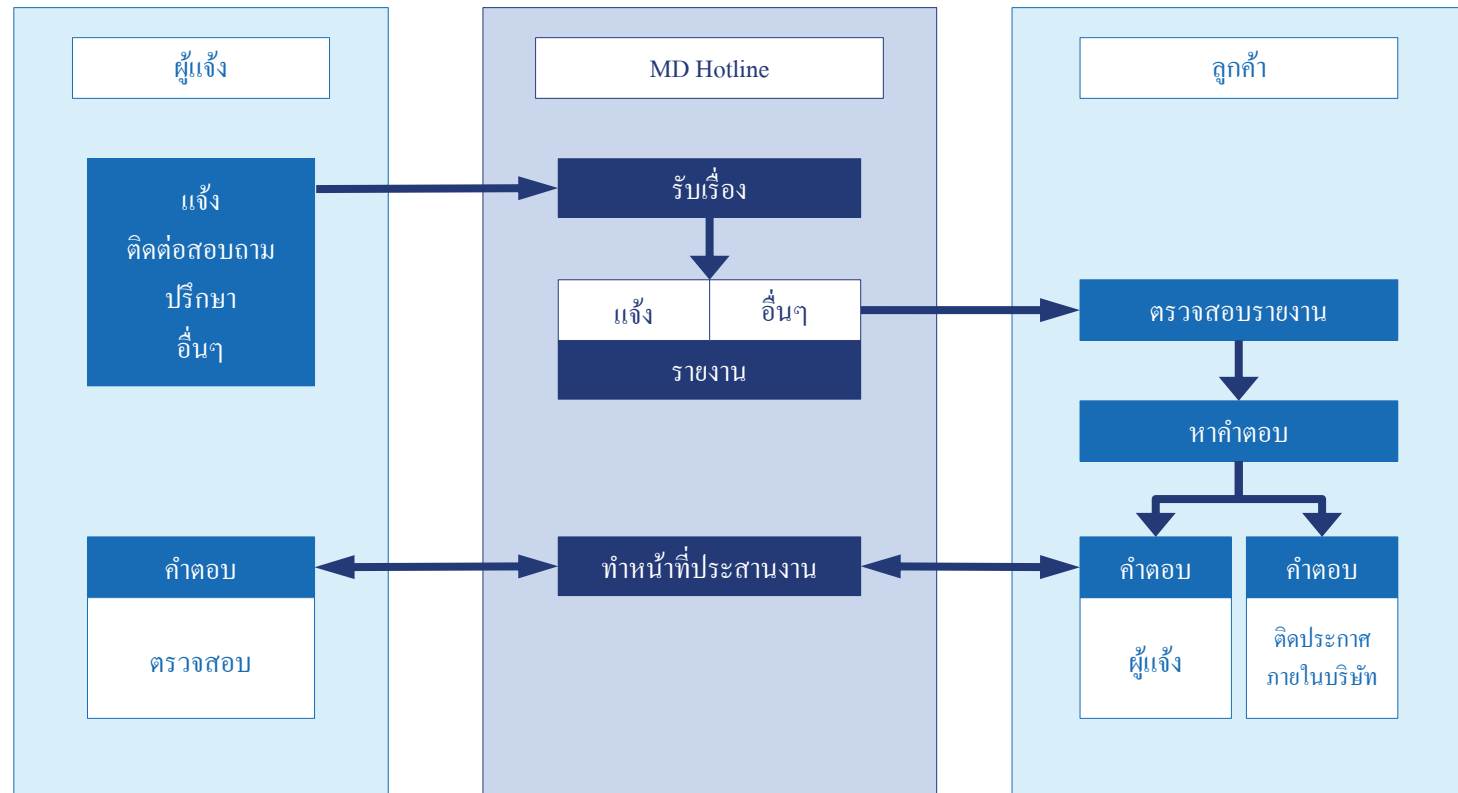 ผู้แจ้ง
MD Hotline
ลูกค้า
แจ้ง
ติดต่อสอบถาม
ปรึกษา
อื่นๆ
รับเรื่อง
แจ้ง
อื่นๆ
รายงาน
ตรวจสอบรายงาน
หาคำตอบ
คำตอบ
ตรวจสอบ
ทำหน้าที่ประสานงาน
คำตอบ
ผู้แจ้ง
คำตอบ
ติดประกาศ
ภายในบริษัท